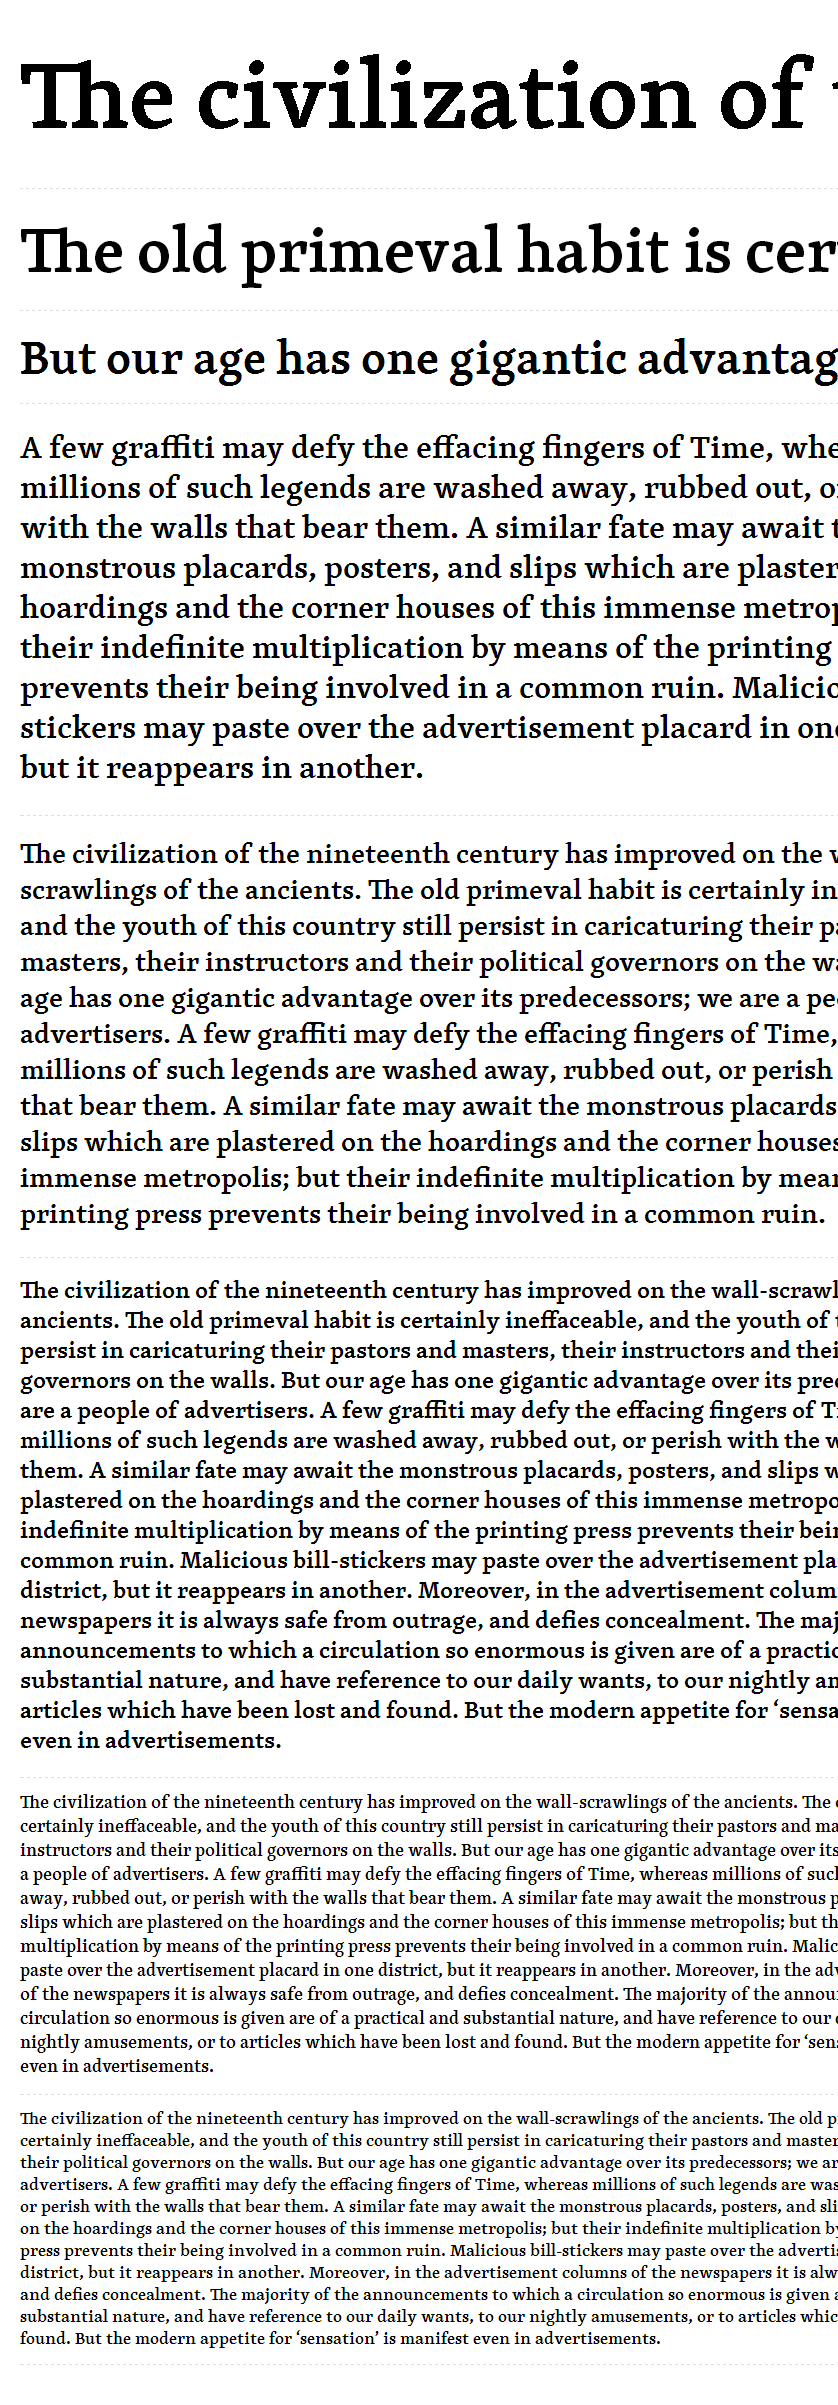 The civilization of
The old primeval habit is cer
But our age has one gigantic advantag
A few graffiti may defy the effacing fingers of Time, whe
millions of such legends are washed away, rubbed out, o
with the walls that bear them. A similar fate may await t
monstrous placards, posters, and slips which are plaster
hoardings and the corner houses of this immense metrop
their indefinite multiplication by means of the printing
prevents their being involved in a common ruin. Malicio
stickers may paste over the advertisement placard in one
but it reappears in another.
The civilization of the nineteenth century has improved on the w
scrawlings of the ancients. The old primeval habit is certainly in
and the youth of this country still persist in caricaturing their pa
masters, their instructors and their political governors on the wa
age has one gigantic advantage over its predecessors; we are a peo
advertisers. A few graffiti may defy the effacing fingers of Time,
millions of such legends are washed away, rubbed out, or perish
that bear them. A similar fate may await the monstrous placards
slips which are plastered on the hoardings and the corner houses
immense metropolis; but their indefinite multiplication by mean
printing press prevents their being involved in a common ruin.
The civilization of the nineteenth century has improved on the wall-scrawl
ancients. The old primeval habit is certainly ineffaceable, and the youth of t
persist in caricaturing their pastors and masters, their instructors and thei
governors on the walls. But our age has one gigantic advantage over its pred
are a people of advertisers. A few graffiti may defy the effacing fingers of Ti
millions of such legends are washed away, rubbed out, or perish with the w
them. A similar fate may await the monstrous placards, posters, and slips w
plastered on the hoardings and the corner houses of this immense metropo
indefinite multiplication by means of the printing press prevents their bein
common ruin. Malicious bill-stickers may paste over the advertisement pla
district, but it reappears in another. Moreover, in the advertisement colum
newspapers it is always safe from outrage, and defies concealment. The maj
announcements to which a circulation so enormous is given are of a practic
substantial nature, and have reference to our daily wants, to our nightly am
articles which have been lost and found. But the modern appetite for ‘sensa
even in advertisements.
The civilization of the nineteenth century has improved on the wall-scrawlings of the ancients. The o
certainly ineffaceable, and the youth of this country still persist in caricaturing their pastors and ma
instructors and their political governors on the walls. But our age has one gigantic advantage over its
a people of advertisers. A few graffiti may defy the effacing fingers of Time, whereas millions of such
away, rubbed out, or perish with the walls that bear them. A similar fate may await the monstrous p
slips which are plastered on the hoardings and the corner houses of this immense metropolis; but th
multiplication by means of the printing press prevents their being involved in a common ruin. Malic
paste over the advertisement placard in one district, but it reappears in another. Moreover, in the adv
of the newspapers it is always safe from outrage, and defies concealment. The majority of the annou
circulation so enormous is given are of a practical and substantial nature, and have reference to our d
nightly amusements, or to articles which have been lost and found. But the modern appetite for ‘sens
even in advertisements.
The civilization of the nineteenth century has improved on the wall-scrawlings of the ancients. The old p
certainly ineffaceable, and the youth of this country still persist in caricaturing their pastors and master
their political governors on the walls. But our age has one gigantic advantage over its predecessors; we ar
advertisers. A few graffiti may defy the effacing fingers of Time, whereas millions of such legends are was
or perish with the walls that bear them. A similar fate may await the monstrous placards, posters, and sli
on the hoardings and the corner houses of this immense metropolis; but their indefinite multiplication by
press prevents their being involved in a common ruin. Malicious bill-stickers may paste over the adverti
district, but it reappears in another. Moreover, in the advertisement columns of the newspapers it is alw
and defies concealment. The majority of the announcements to which a circulation so enormous is given a
substantial nature, and have reference to our daily wants, to our nightly amusements, or to articles whic
found. But the modern appetite for ‘sensation’ is manifest even in advertisements.